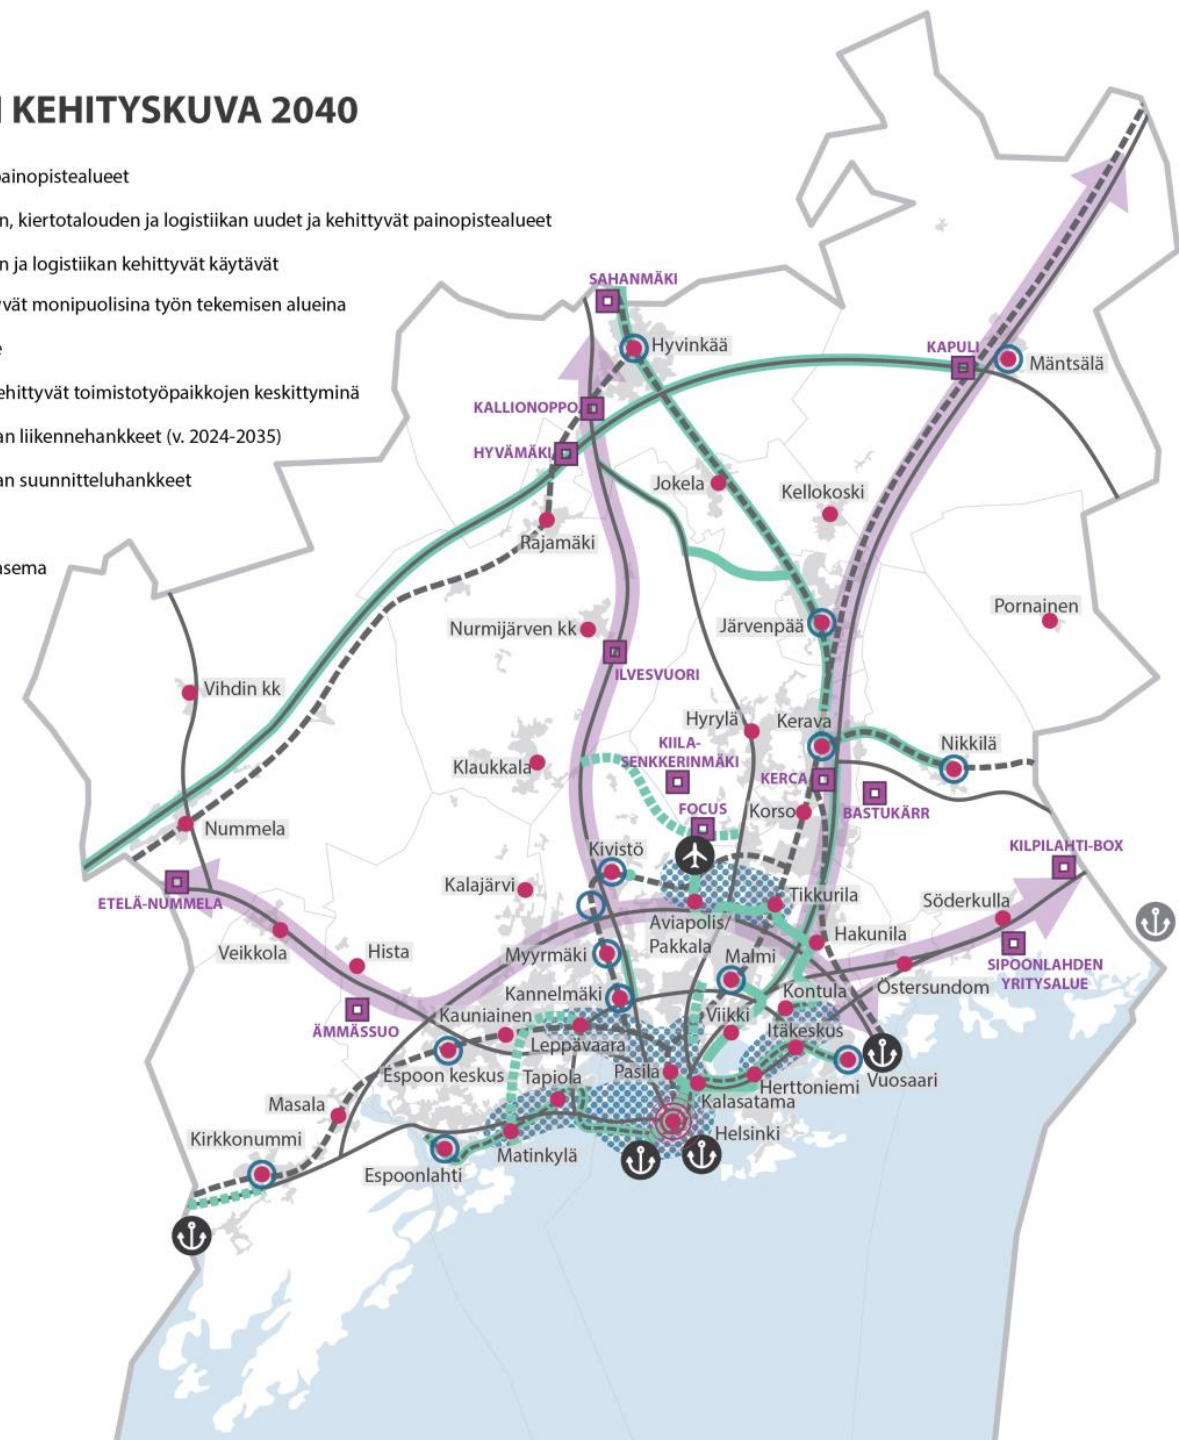 KEHITYSKUVA 2040
painopistealueet
n, kiertotalouden ja logistiikan uudet ja kehittyvät painopistealueet
n ja logistiikan kehittyvät käytävät
yvät monipuolisina työn tekemisen alueina
e
ehittyvät toimistotyöpaikkojen keskittyminä
an liikennehankkeet (v. 2024-2035)
an suunnitteluhankkeet
asema
SAHANMÄKI
Hyvinkää
KAPULI
Mäntsälä
KALLIONOPPO
HYVÄMÄKI
Jokela
Kellokoski
Rajamäki
Pornainen
Nurmijärven kk
Järvenpää
ILVESVUORI
Vihdin kk
Hyrylä
Kerava
Nikkilä
KIILA-
SENKKERINMÄKI
Klaukkala
KERCA
BASTUKÄRR
FOCUS
Korso
Nummela
KILPILAHTI-BOX
Kivistö
Kalajärvi
Tikkurila
ETELÄ-NUMMELA
Söderkulla
Aviapolis/
Pakkala
Hakunila
Veikkola
Hista
Myyrmäki
Malmi
SIPOONLAHDEN
YRITYSALUE
Östersundom
Kannelmäki
Kontula
Kauniainen
Viikki
ÄMMÄSSUO
Itäkeskus
Leppävaara
Espoon keskus
Tapiola
Pasila
Herttoniemi
Vuosaari
Kalasatama
Masala
Helsinki
Kirkkonummi
Matinkylä
Espoonlahti